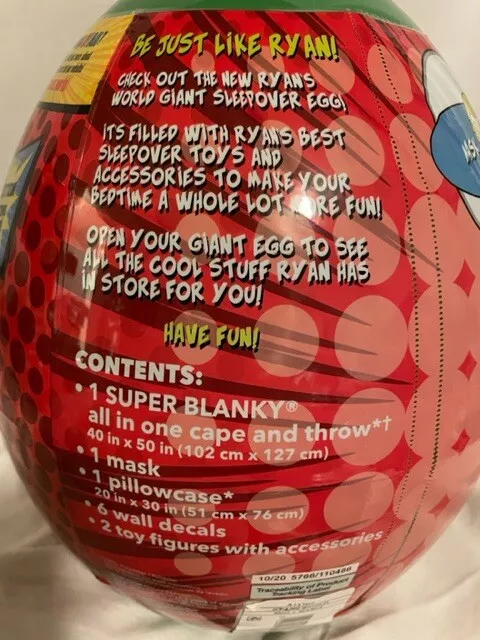 BE JUST LIKE RYAN!
CHECK OUT THE NEW RYANS
WORLD GIANT SLEEPOVER EGG!
ITS FILLED WITH RYANS BEST
SLEEPOVER TOYS AND
ACCESSORIES TO MAKE YOUR
BEDTIME A WHOLE LOT MORE FUN!
OPEN YOUR GIANT EGG TO SEE
ALL THE COOL STUFF RYAN HAS
IN STORE FOR YOU!
HAVE FUN!
CONTENTS:
• 1 SUPER BLANKY®
all in one cape and throw*†
40 in x 50 in (102 cm x 127 cm)
• 1 mask
• 1 pillowcase*
20 in x 30 in (51 cm x 76 cm)
• 6 wall decals
• 2 toy figures with accessories
10/20 5766/110466
Traceability of Product
Tracking Label